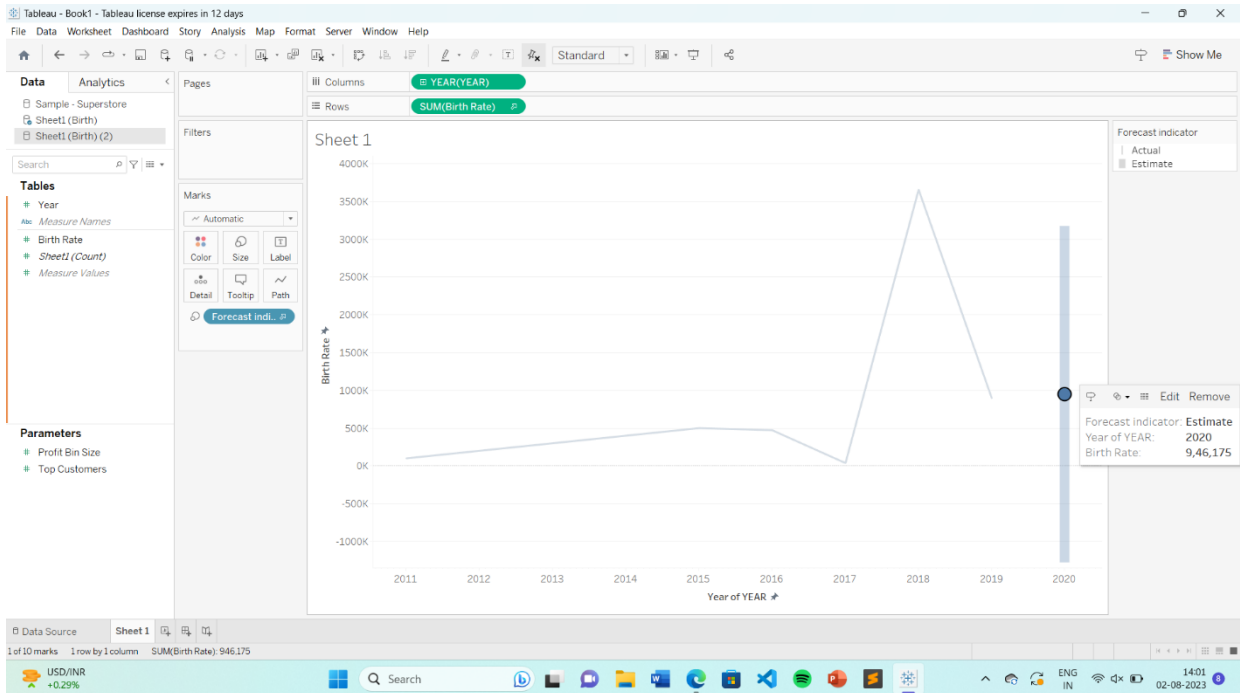 Tableau - Book1 - Tableau license expires in 12 days
File Data Worksheet Dashboard Story Analysis Map Format Server Window Help
Standard
Show Me
Data Analytics
Sample - Superstore
Sheet1 (Birth)
Sheet1 (Birth) (2)
Search
Tables
# Year
Abc Measure Names
# Birth Rate
# Sheet1 (Count)
# Measure Values
Parameters
# Profit Bin Size
# Top Customers
Pages
Filters
Marks
Automatic
Color Size Label
Detail Tooltip Path
Forecast indi..
Columns YEAR(YEAR)
Rows SUM(Birth Rate)
Sheet 1
4000K
3500K
3000K
2500K
2000K
1500K
1000K
500K
0K
-500K
-1000K
Birth Rate
2011 2012 2013 2014 2015 2016 2017 2018 2019 2020
Year of YEAR
Forecast indicator
Actual
Estimate
Edit Remove
Forecast indicator: Estimate
Year of YEAR: 2020
Birth Rate: 9,46,175
Data Source Sheet 1
1 of 10 marks 1 row by 1 column SUM(Birth Rate): 946,175
USD/INR
+0.29%
Search
ENG
IN
14:01
02-08-2023
8